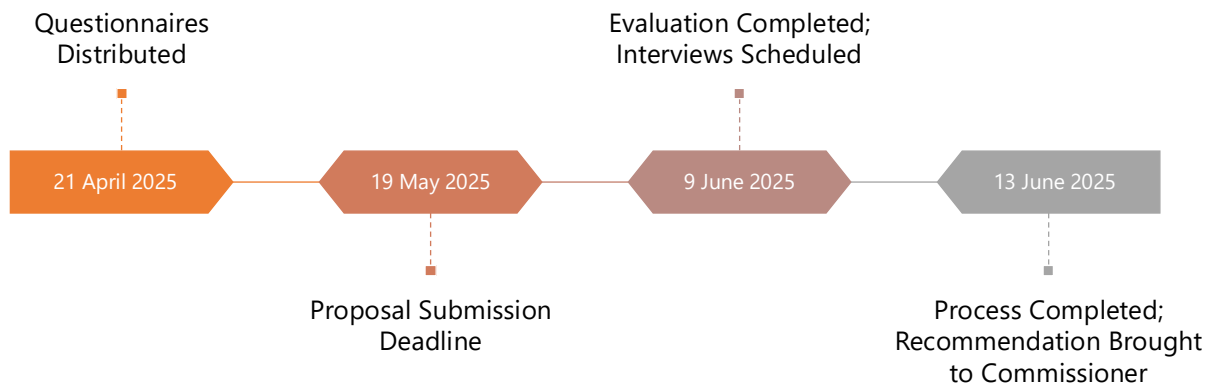 Questionnaires
Distributed
Evaluation Completed;
Interviews Scheduled
21 April 2025
19 May 2025
9 June 2025
13 June 2025
Proposal Submission
Deadline
Process Completed;
Recommendation Brought
to Commissioner